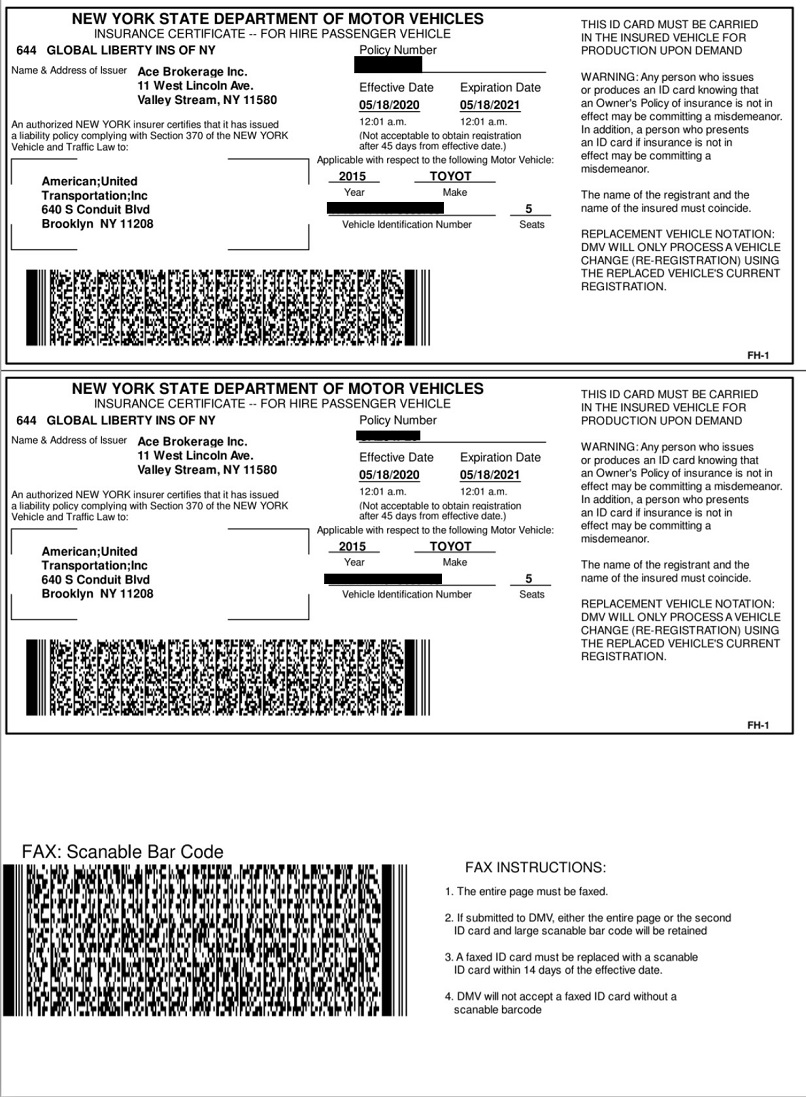 NEW YORK STATE DEPARTMENT OF MOTOR VEHICLES
INSURANCE CERTIFICATE -- FOR HIRE PASSENGER VEHICLE
644 GLOBAL LIBERTY INS OF NY
Policy Number
Name & Address of Issuer
Ace Brokerage Inc.
11 West Lincoln Ave.
Valley Stream, NY 11580
Effective Date
Expiration Date
05/18/2020
05/18/2021
12:01 a.m.
12:01 a.m.
(Not acceptable to obtain registration
after 45 days from effective date.)
An authorized NEW YORK insurer certifies that it has issued
a liability policy complying with Section 370 of the NEW YORK
Vehicle and Traffic Law to:
Applicable with respect to the following Motor Vehicle:
American;United
Transportation;Inc
640 S Conduit Blvd
Brooklyn NY 11208
2015
TOYOT
Year
Make
5
Vehicle Identification Number
Seats
THIS ID CARD MUST BE CARRIED
IN THE INSURED VEHICLE FOR
PRODUCTION UPON DEMAND
WARNING: Any person who issues
or produces an ID card knowing that
an Owner's Policy of insurance is not in
effect may be committing a misdemeanor.
In addition, a person who presents
an ID card if insurance is not in
effect may be committing a
misdemeanor.
The name of the registrant and the
name of the insured must coincide.
REPLACEMENT VEHICLE NOTATION:
DMV WILL ONLY PROCESS A VEHICLE
CHANGE (RE-REGISTRATION) USING
THE REPLACED VEHICLE'S CURRENT
REGISTRATION.
FH-1
NEW YORK STATE DEPARTMENT OF MOTOR VEHICLES
INSURANCE CERTIFICATE -- FOR HIRE PASSENGER VEHICLE
644 GLOBAL LIBERTY INS OF NY
Policy Number
Name & Address of Issuer
Ace Brokerage Inc.
11 West Lincoln Ave.
Valley Stream, NY 11580
Effective Date
Expiration Date
05/18/2020
05/18/2021
12:01 a.m.
12:01 a.m.
(Not acceptable to obtain registration
after 45 days from effective date.)
An authorized NEW YORK insurer certifies that it has issued
a liability policy complying with Section 370 of the NEW YORK
Vehicle and Traffic Law to:
Applicable with respect to the following Motor Vehicle:
American;United
Transportation;Inc
640 S Conduit Blvd
Brooklyn NY 11208
2015
TOYOT
Year
Make
5
Vehicle Identification Number
Seats
THIS ID CARD MUST BE CARRIED
IN THE INSURED VEHICLE FOR
PRODUCTION UPON DEMAND
WARNING: Any person who issues
or produces an ID card knowing that
an Owner's Policy of insurance is not in
effect may be committing a misdemeanor.
In addition, a person who presents
an ID card if insurance is not in
effect may be committing a
misdemeanor.
The name of the registrant and the
name of the insured must coincide.
REPLACEMENT VEHICLE NOTATION:
DMV WILL ONLY PROCESS A VEHICLE
CHANGE (RE-REGISTRATION) USING
THE REPLACED VEHICLE'S CURRENT
REGISTRATION.
FH-1
FAX: Scanable Bar Code
FAX INSTRUCTIONS:
1. The entire page must be faxed.
2. If submitted to DMV, either the entire page or the second
ID card and large scanable bar code will be retained
3. A faxed ID card must be replaced with a scanable
ID card within 14 days of the effective date.
4. DMV will not accept a faxed ID card without a
scanable barcode